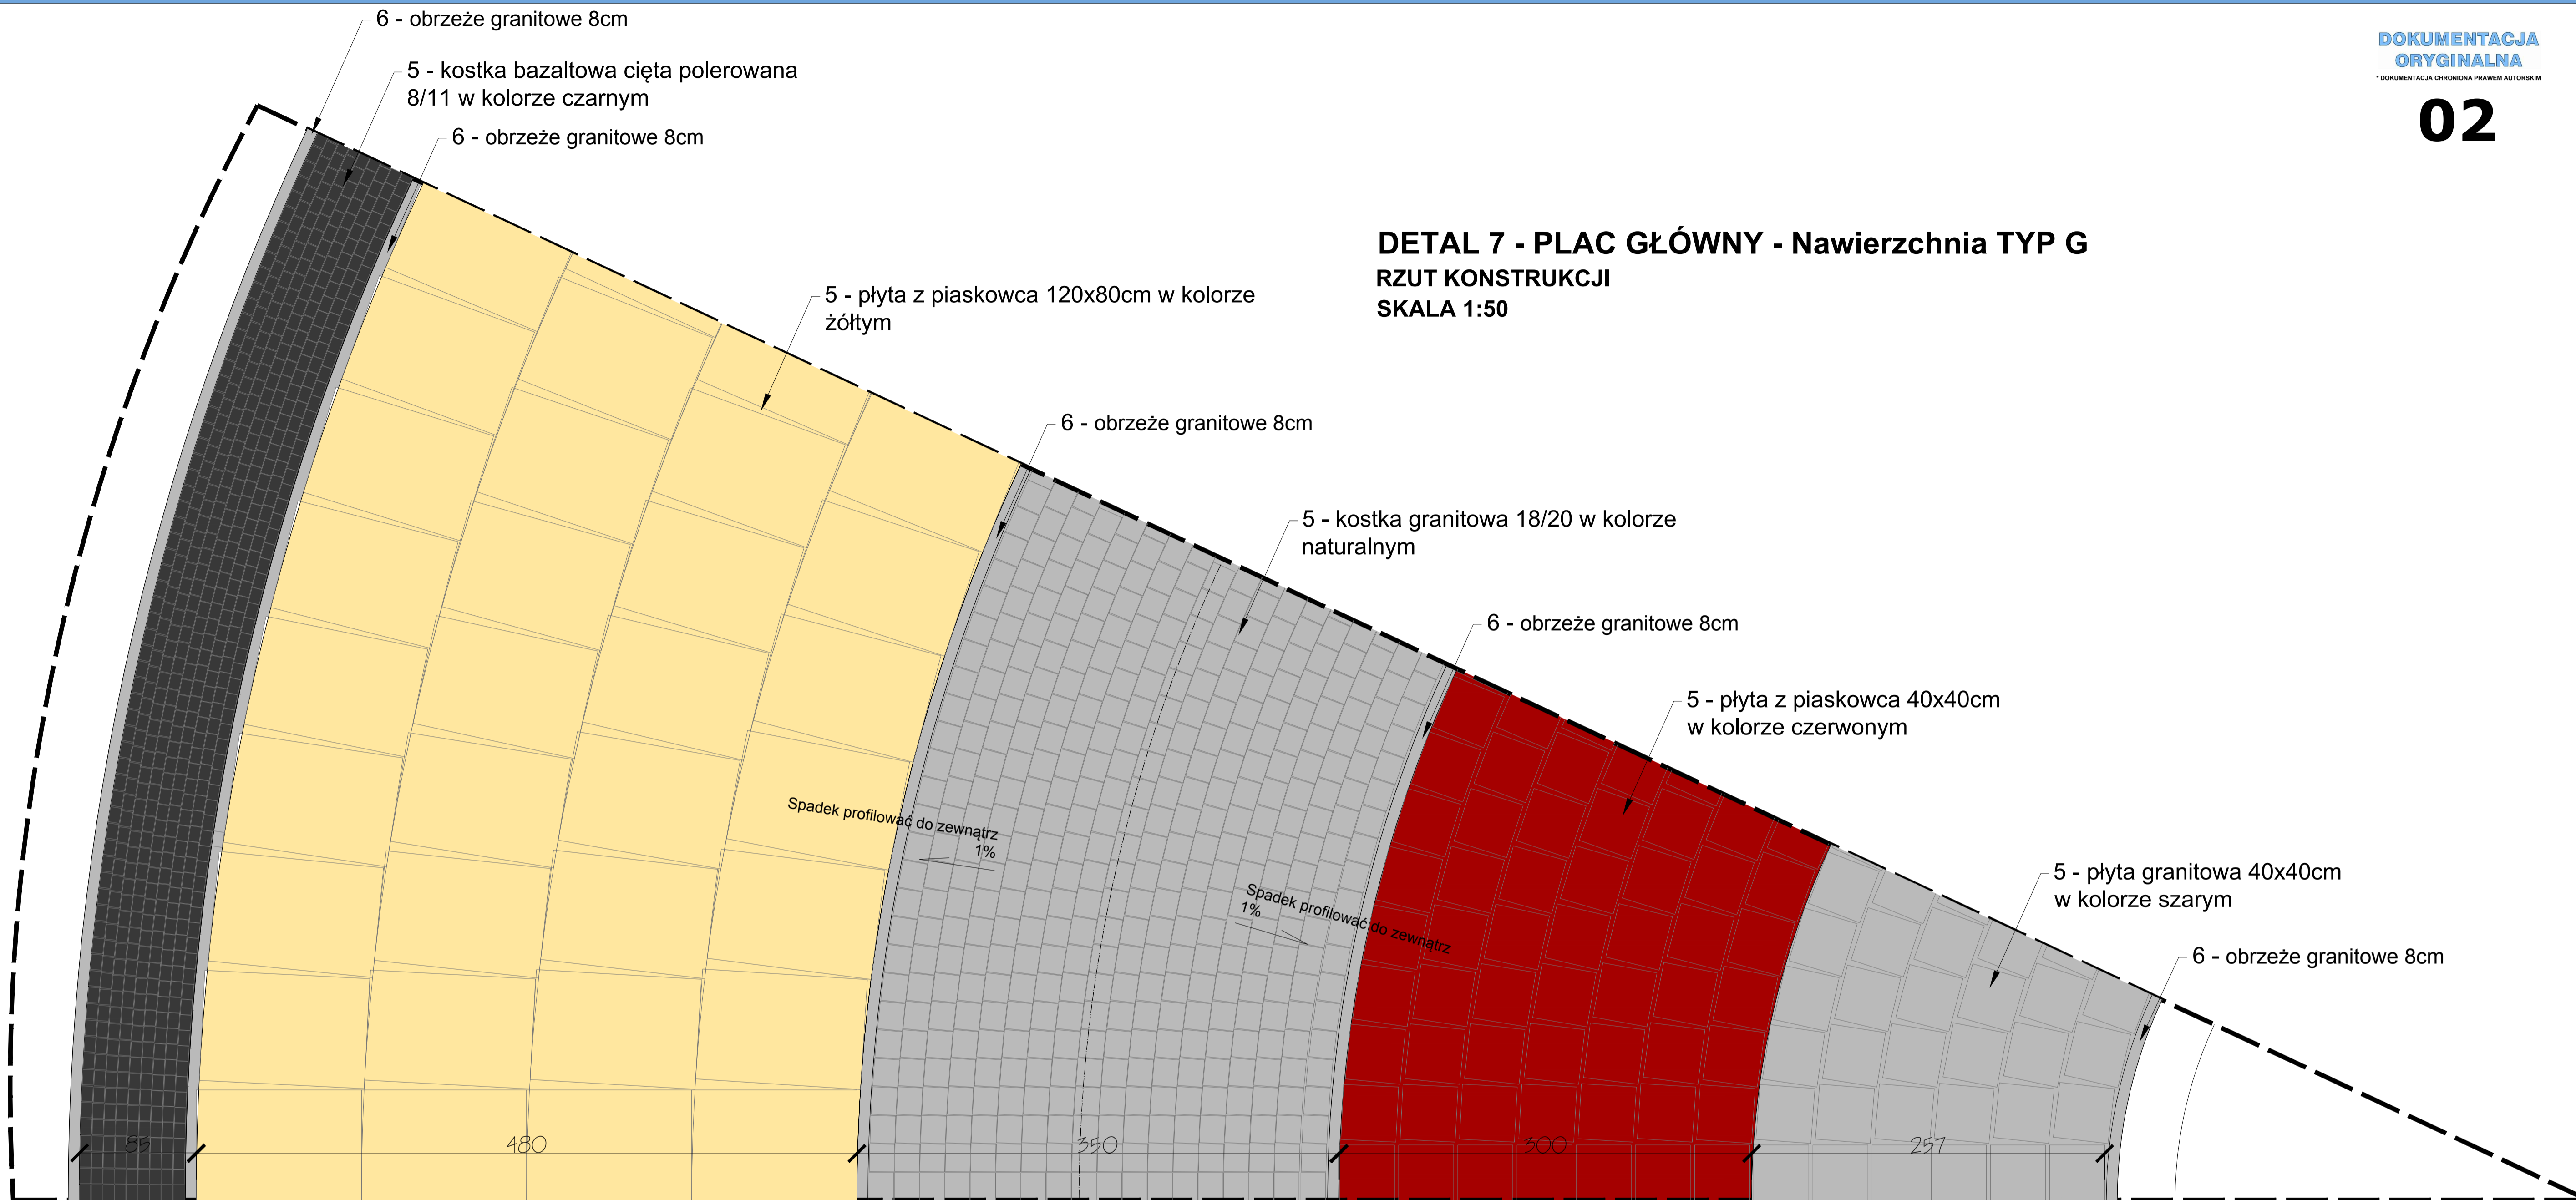 6 - obrzeże granitowe 8cm
5 - kostka bazaltowa cięta polerowana
8/11 w kolorze czarnym
6 - obrzeże granitowe 8cm
DOKUMENTACJA
ORYGINALNA
* DOKUMENTACJA CHRONIONA PRAWEM AUTORSKIM
02
DETAL 7 - PLAC GŁÓWNY - Nawierzchnia TYP G
RZUT KONSTRUKCJI
SKALA 1:50
5 - płyta z piaskowca 120x80cm w kolorze
żółtym
6 - obrzeże granitowe 8cm
5 - kostka granitowa 18/20 w kolorze
naturalnym
6 - obrzeże granitowe 8cm
5 - płyta z piaskowca 40x40cm
w kolorze czerwonym
Spadek profilować do zewnątrz
1%
Spadek profilować do zewnątrz
1%
5 - płyta granitowa 40x40cm
w kolorze szarym
6 - obrzeże granitowe 8cm
85
480
350
300
257